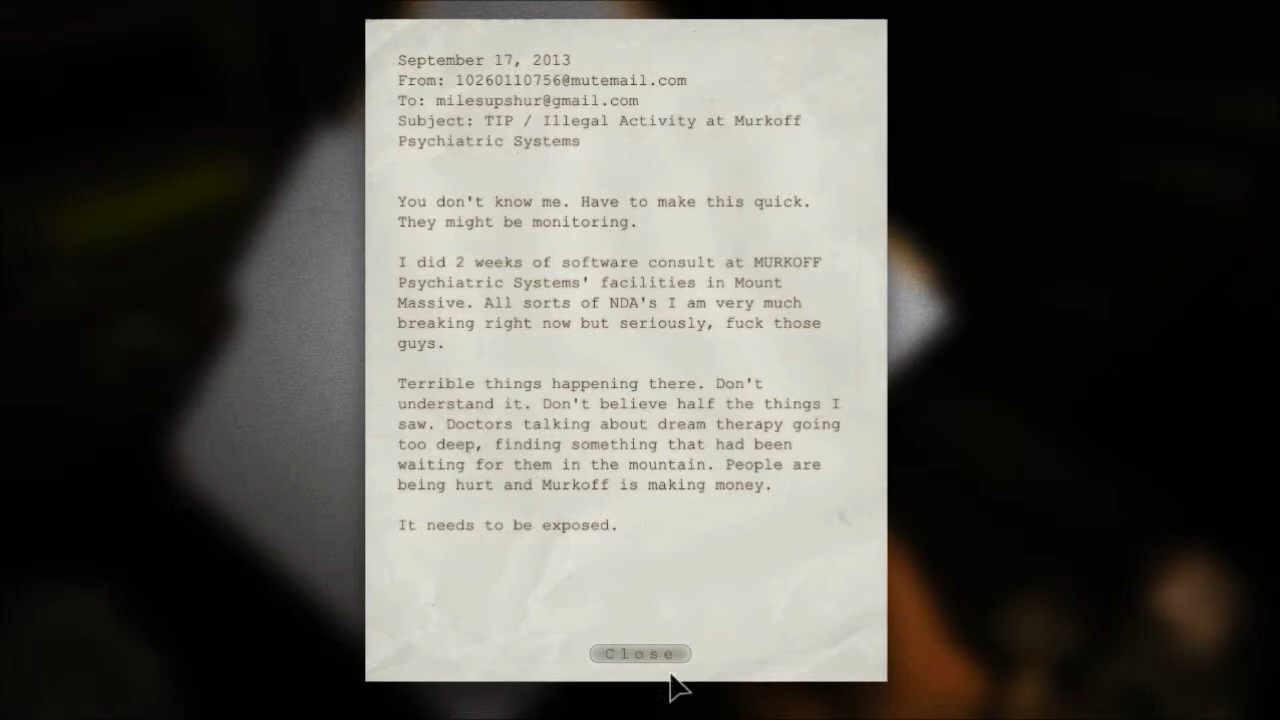 September 17, 2013
From: 10260110756@mutemail.com
To: milesupshur@gmail.com
Subject: TIP / Illegal Activity at Murkoff
Psychiatric Systems
You don't know me. Have to make this quick.
They might be monitoring.
I did 2 weeks of software consult at MURKOFF
Psychiatric Systems' facilities in Mount
Massive. All sorts of NDA's I am very much
breaking right now but seriously, fuck those
guys.
Terrible things happening there. Don't
understand it. Don't believe half the things I
saw. Doctors talking about dream therapy going
too deep, finding something that had been
waiting for them in the mountain. People are
being hurt and Murkoff is making money.
It needs to be exposed.
Close